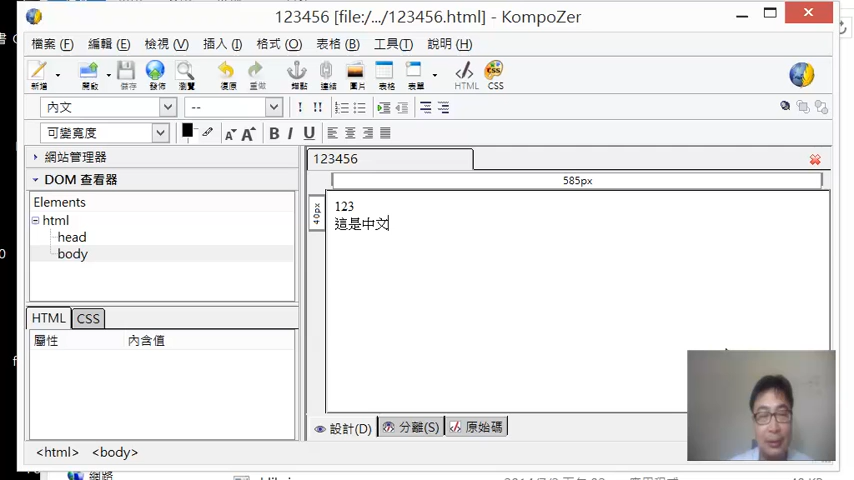 123456 [file:/.../123456.html] - KompoZer
檔案 (F) 編輯 (E) 檢視 (V) 插入 (I) 格式 (O) 表格 (B) 工具(T) 說明 (H)
新增 開啟 儲存 發佈 瀏覽 復原 重做 錨點 連結 圖片 表格 表單 HTML CSS
內文 --
可變寬度 B I U
網站管理器
DOM 查看器
Elements
html
head
body
HTML CSS
屬性 內含值
123456
585px
40px
123
這是中文
設計(D) 分離(S) 原始碼
<html> <body>
網路